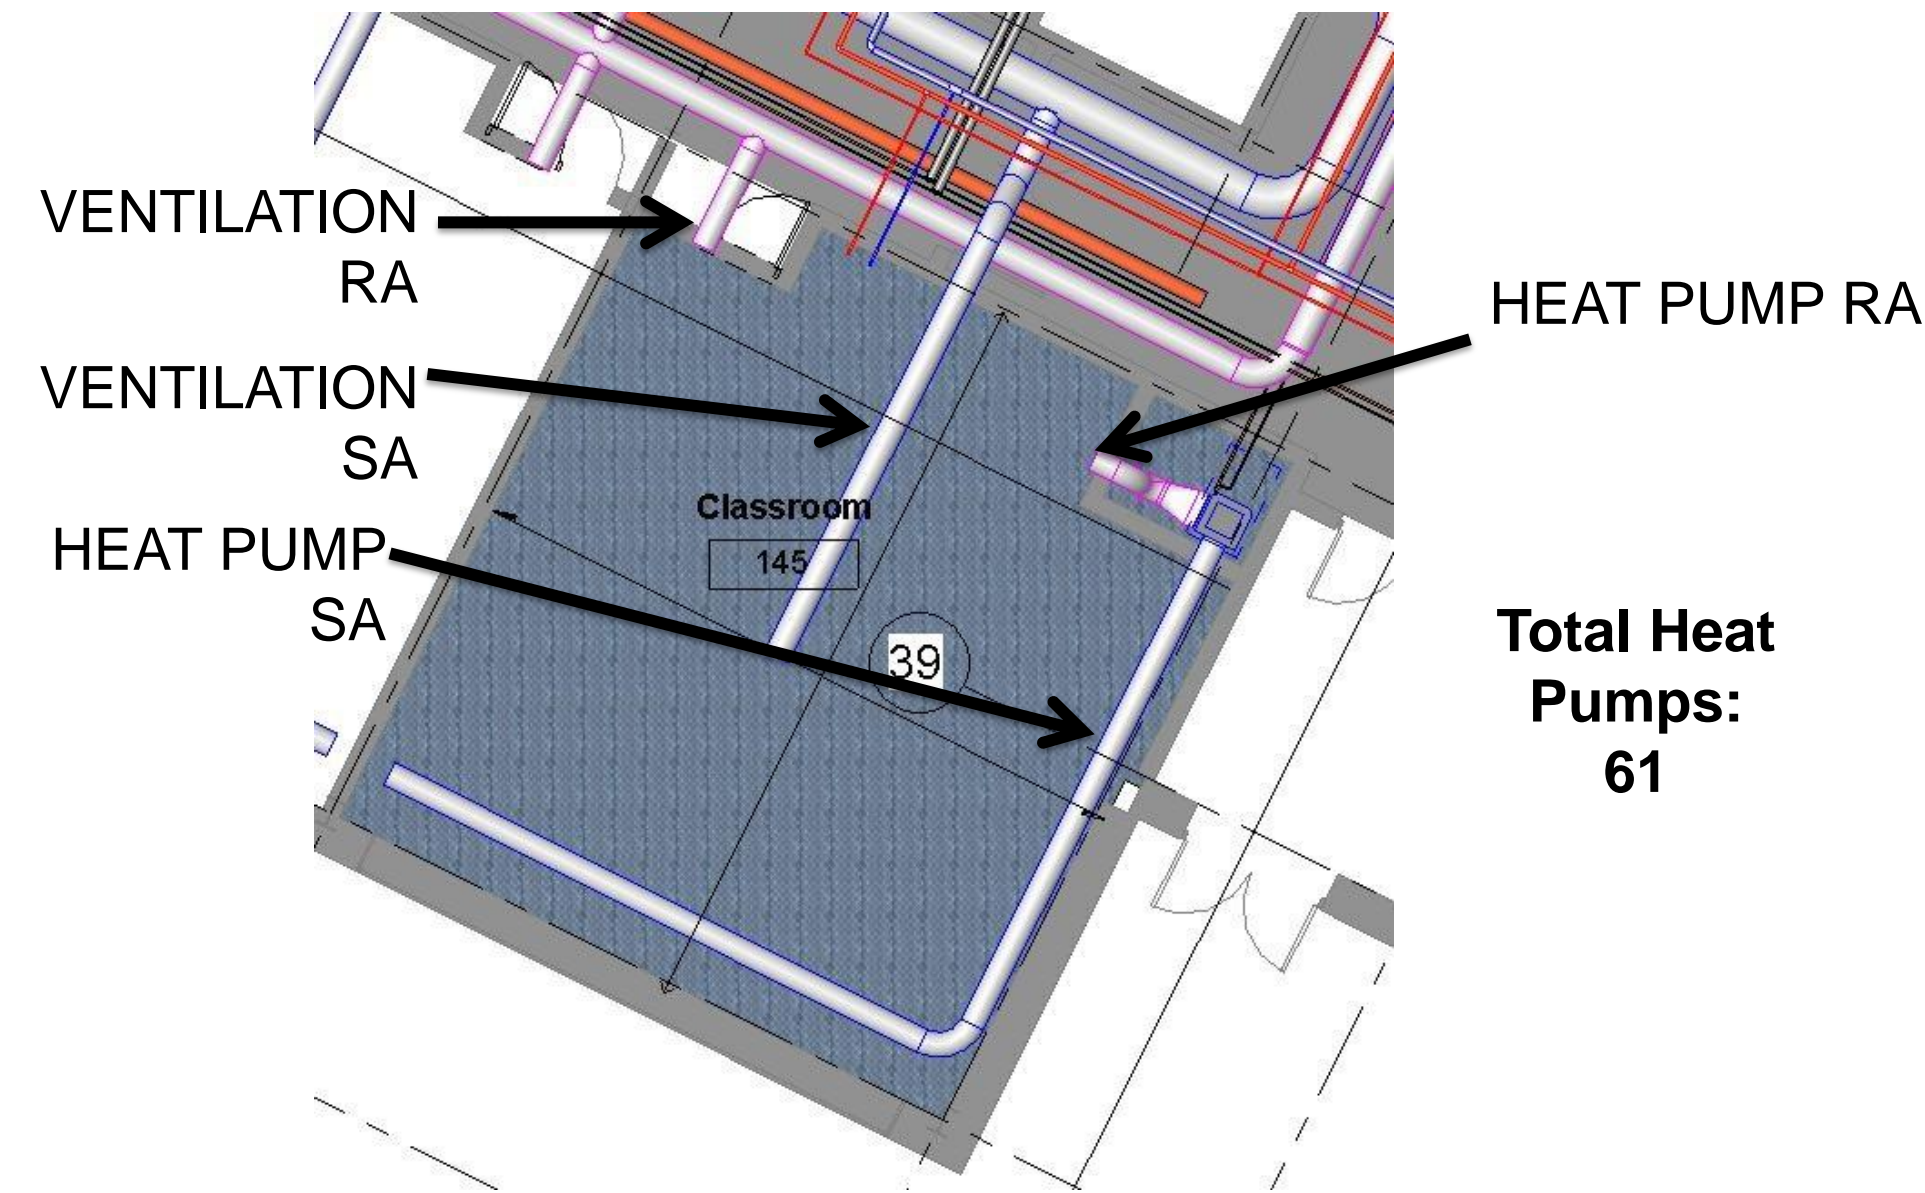 VENTILATION
RA
VENTILATION
SA
HEAT PUMP
SA
HEAT PUMP RA
Classroom
145
39
Total Heat
Pumps:
61